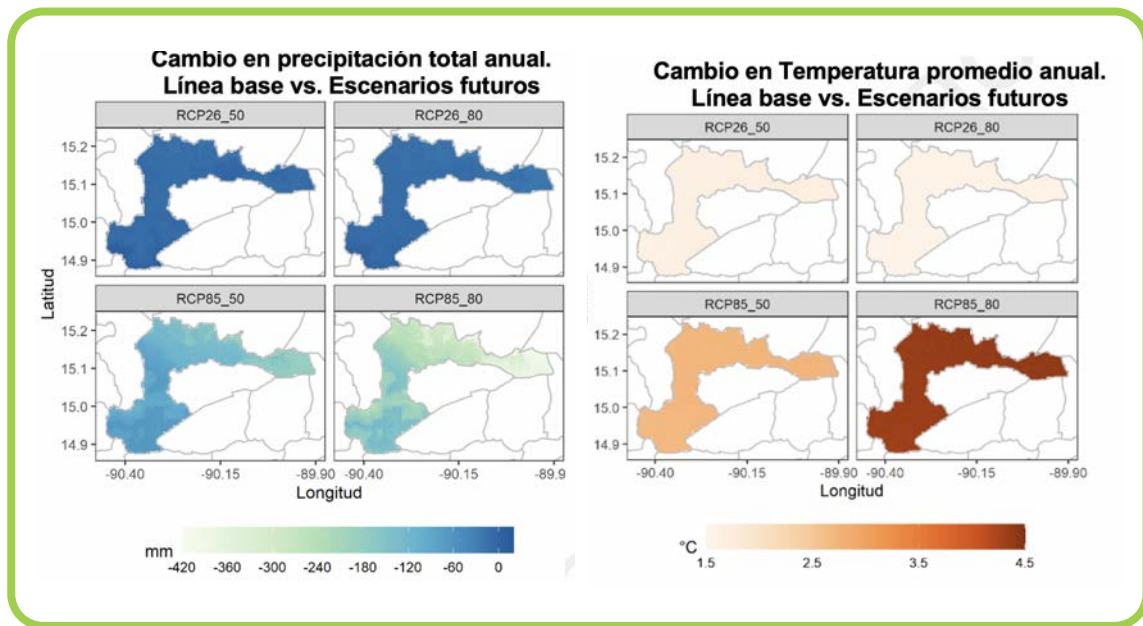 Cambio en precipitación total anual.
Línea base vs. Escenarios futuros
RCP26_50
RCP26_80
15.2
15.1
15.0
14.9
RCP85_50
RCP85_80
15.2
15.1
15.0
14.9
Latitud
-90.40
-90.15
-89.90
-90.40
-90.15
-89.9
Longitud
mm
-420
-360
-300
-240
-180
-120
-60
0
Cambio en Temperatura promedio anual.
Línea base vs. Escenarios futuros
RCP26_50
RCP26_80
15.2
15.1
15.0
14.9
RCP85_50
RCP85_80
15.2
15.1
15.0
14.9
-90.40
-90.15
-89.90
-90.40
-90.15
-89.90
Longitud
°C
1.5
2.5
3.5
4.5